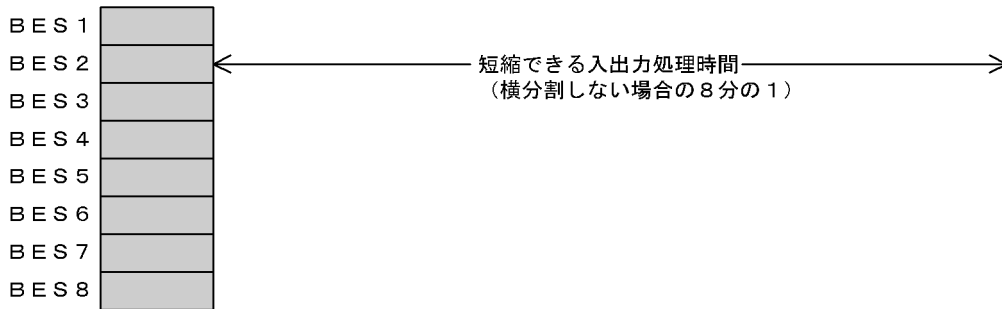 ＢＥＳ１
ＢＥＳ２
短縮できる入出力処理時間
（横分割しない場合の８分の１）
ＢＥＳ３
ＢＥＳ４
ＢＥＳ５
ＢＥＳ６
ＢＥＳ７
ＢＥＳ８